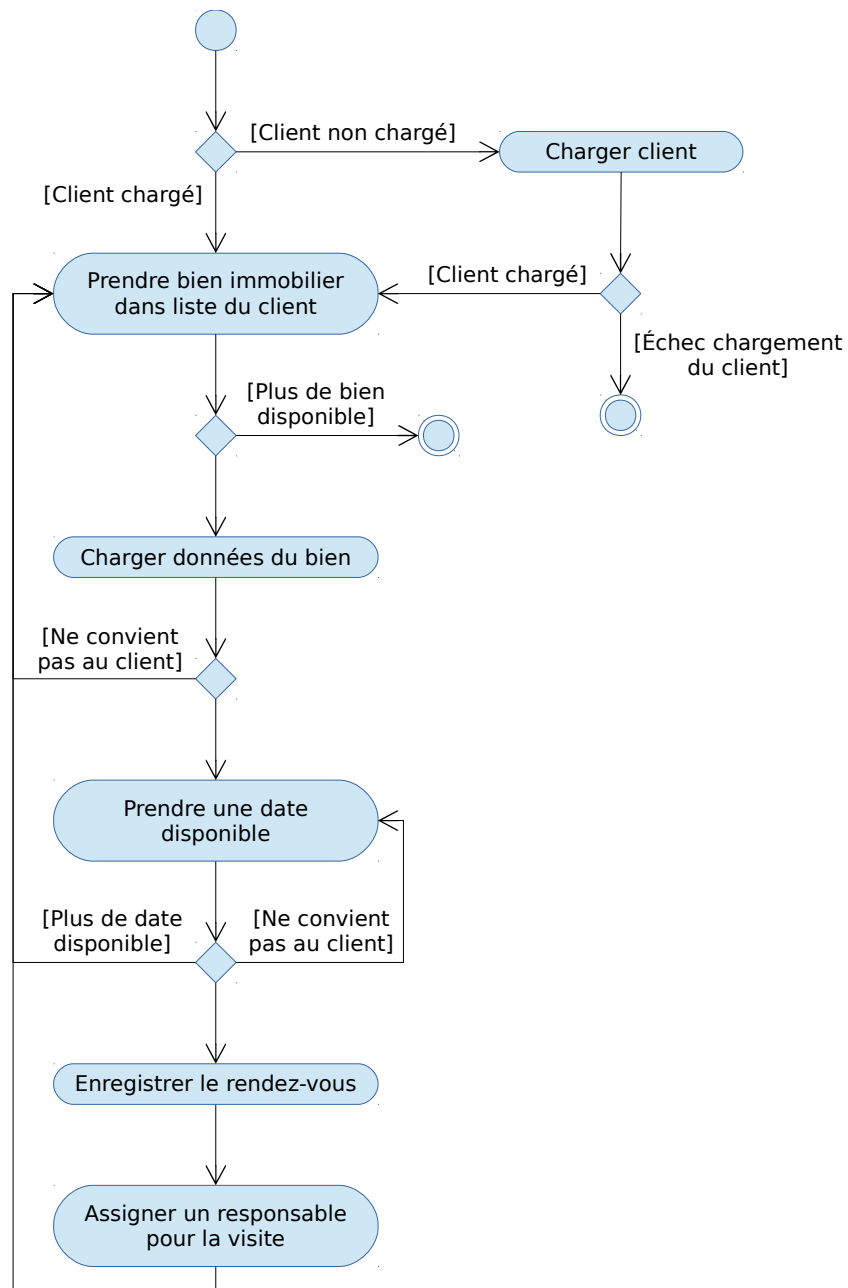 [Client non chargé]
Charger client
[Client chargé]
Prendre bien immobilier
dans liste du client
[Client chargé]
[Échec chargement
du client]
[Plus de bien
disponible]
Charger données du bien
[Ne convient
pas au client]
Prendre une date
disponible
[Plus de date
disponible]
[Ne convient
pas au client]
Enregistrer le rendez-vous
Assigner un responsable
pour la visite